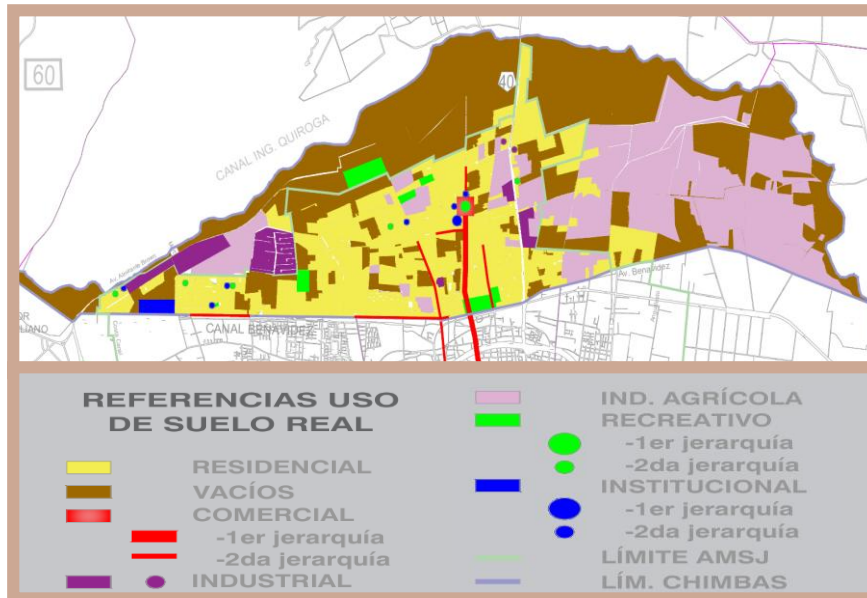 60
40
CANAL ING. QUIROGA
Av. Benavidez
CANAL BENAVIDEZ
REFERENCIAS USO
DE SUELO REAL
RESIDENCIAL
VACÍOS
COMERCIAL
-1er jerarquía
-2da jerarquía
INDUSTRIAL
IND. AGRÍCOLA
RECREATIVO
-1er jerarquía
-2da jerarquía
INSTITUCIONAL
-1er jerarquía
-2da jerarquía
LÍMITE AMSJ
LÍM. CHIMBAS